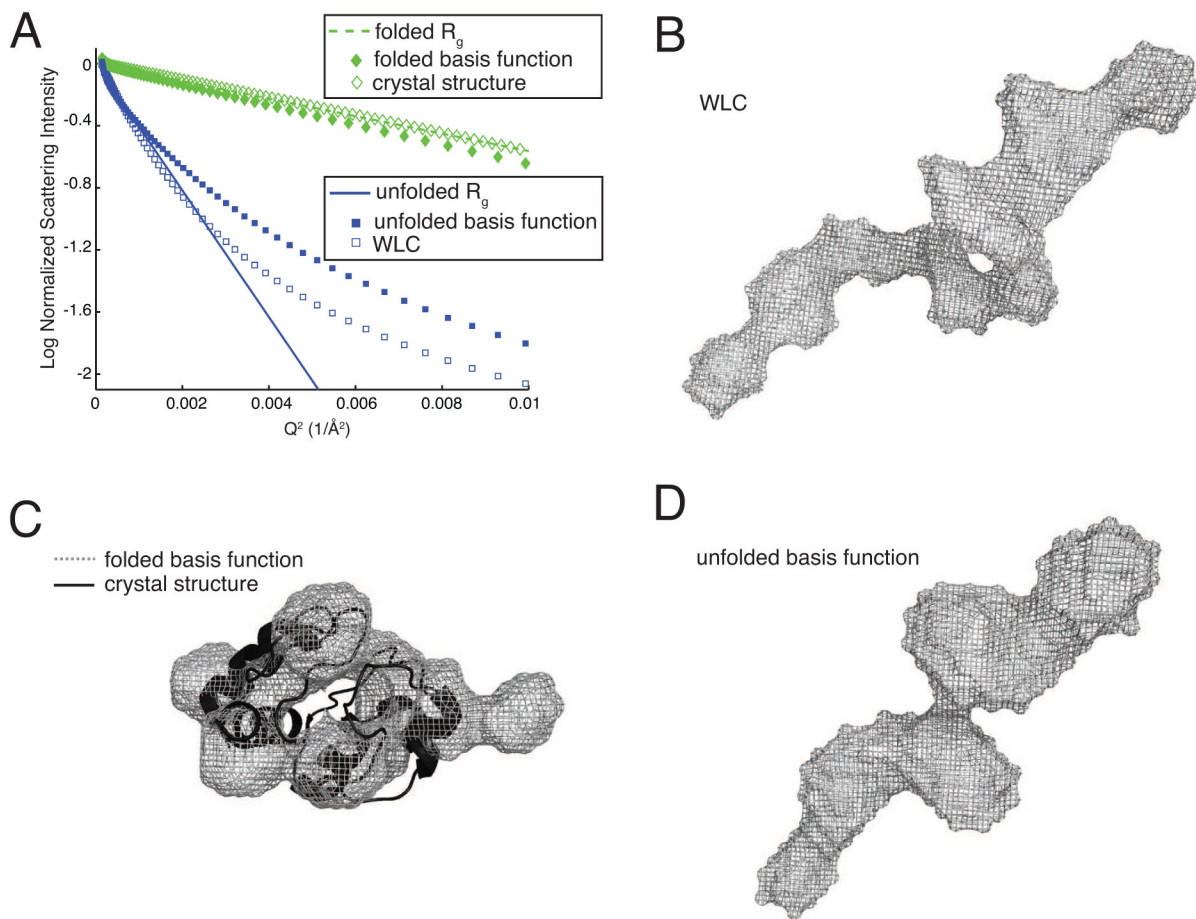 A
folded Rg
folded basis function
crystal structure
unfolded Rg
unfolded basis function
WLC
Log Normalized Scattering Intensity
0
-0.4
-0.8
-1.2
-1.6
-2
0
0.002
0.004
0.006
0.008
0.01
Q² (1/Å²)
B
WLC
C
folded basis function
crystal structure
D
unfolded basis function